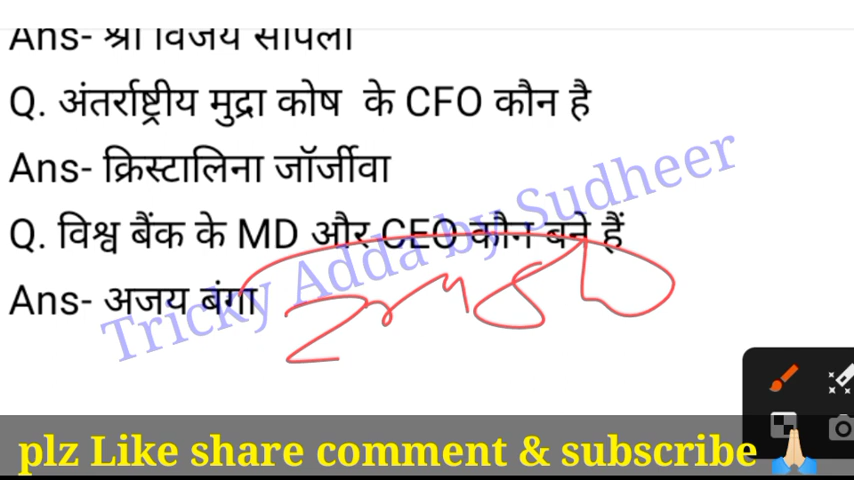 Ans- श्री विजय सांपला
Q. अंतर्राष्ट्रीय मुद्रा कोष के CFO कौन है
Ans- क्रिस्टालिना जॉर्जीवा
Q. विश्व बैंक के MD और CEO कौन बने हैं
Ans- अजय बंगा
Tricky Adda by Sudheer
plz Like share comment & subscribe 🙏🏻